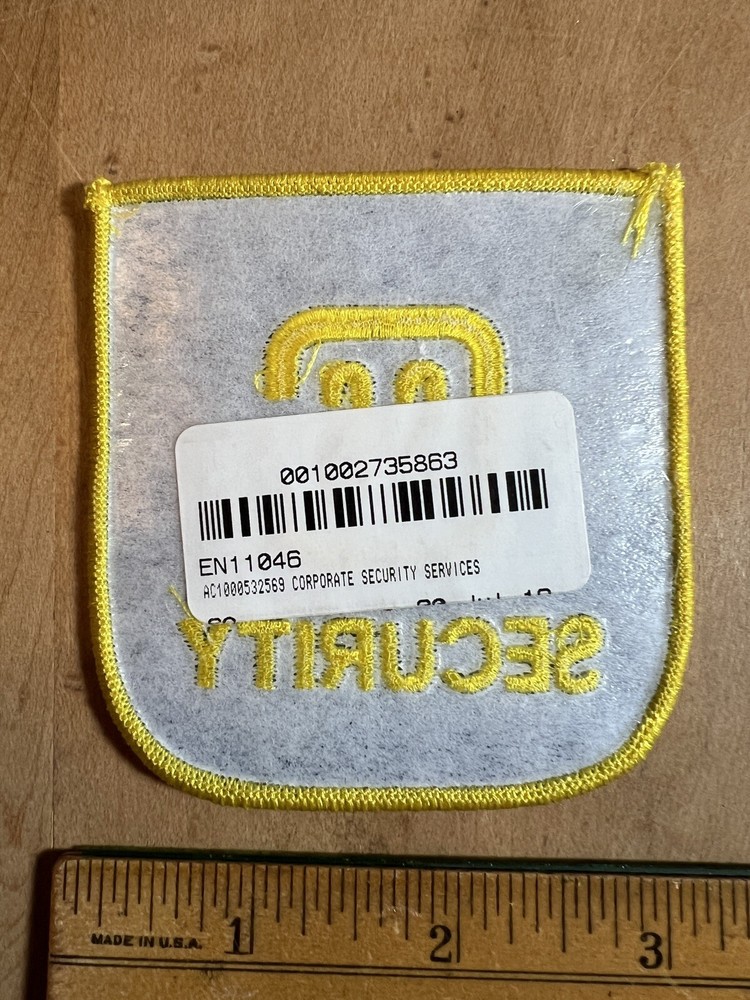 001002735863
EN11046
AC1000532569 CORPORATE SECURITY SERVICES
SECURITY
MADE IN U.S.A. 1 2 3